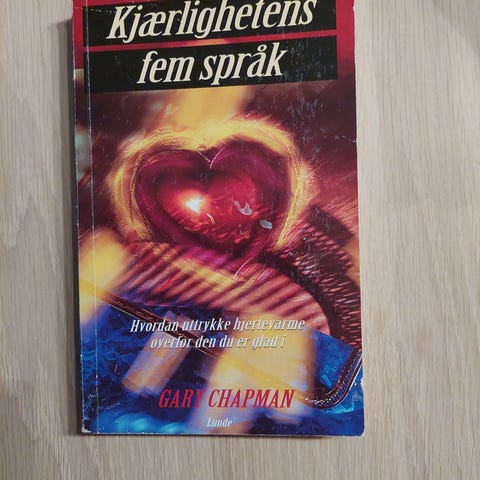 Kjærlighetens
fem språk
Hvordan uttrykke hjertevarme
overfor den du er glad i
GARY CHAPMAN
Lunde